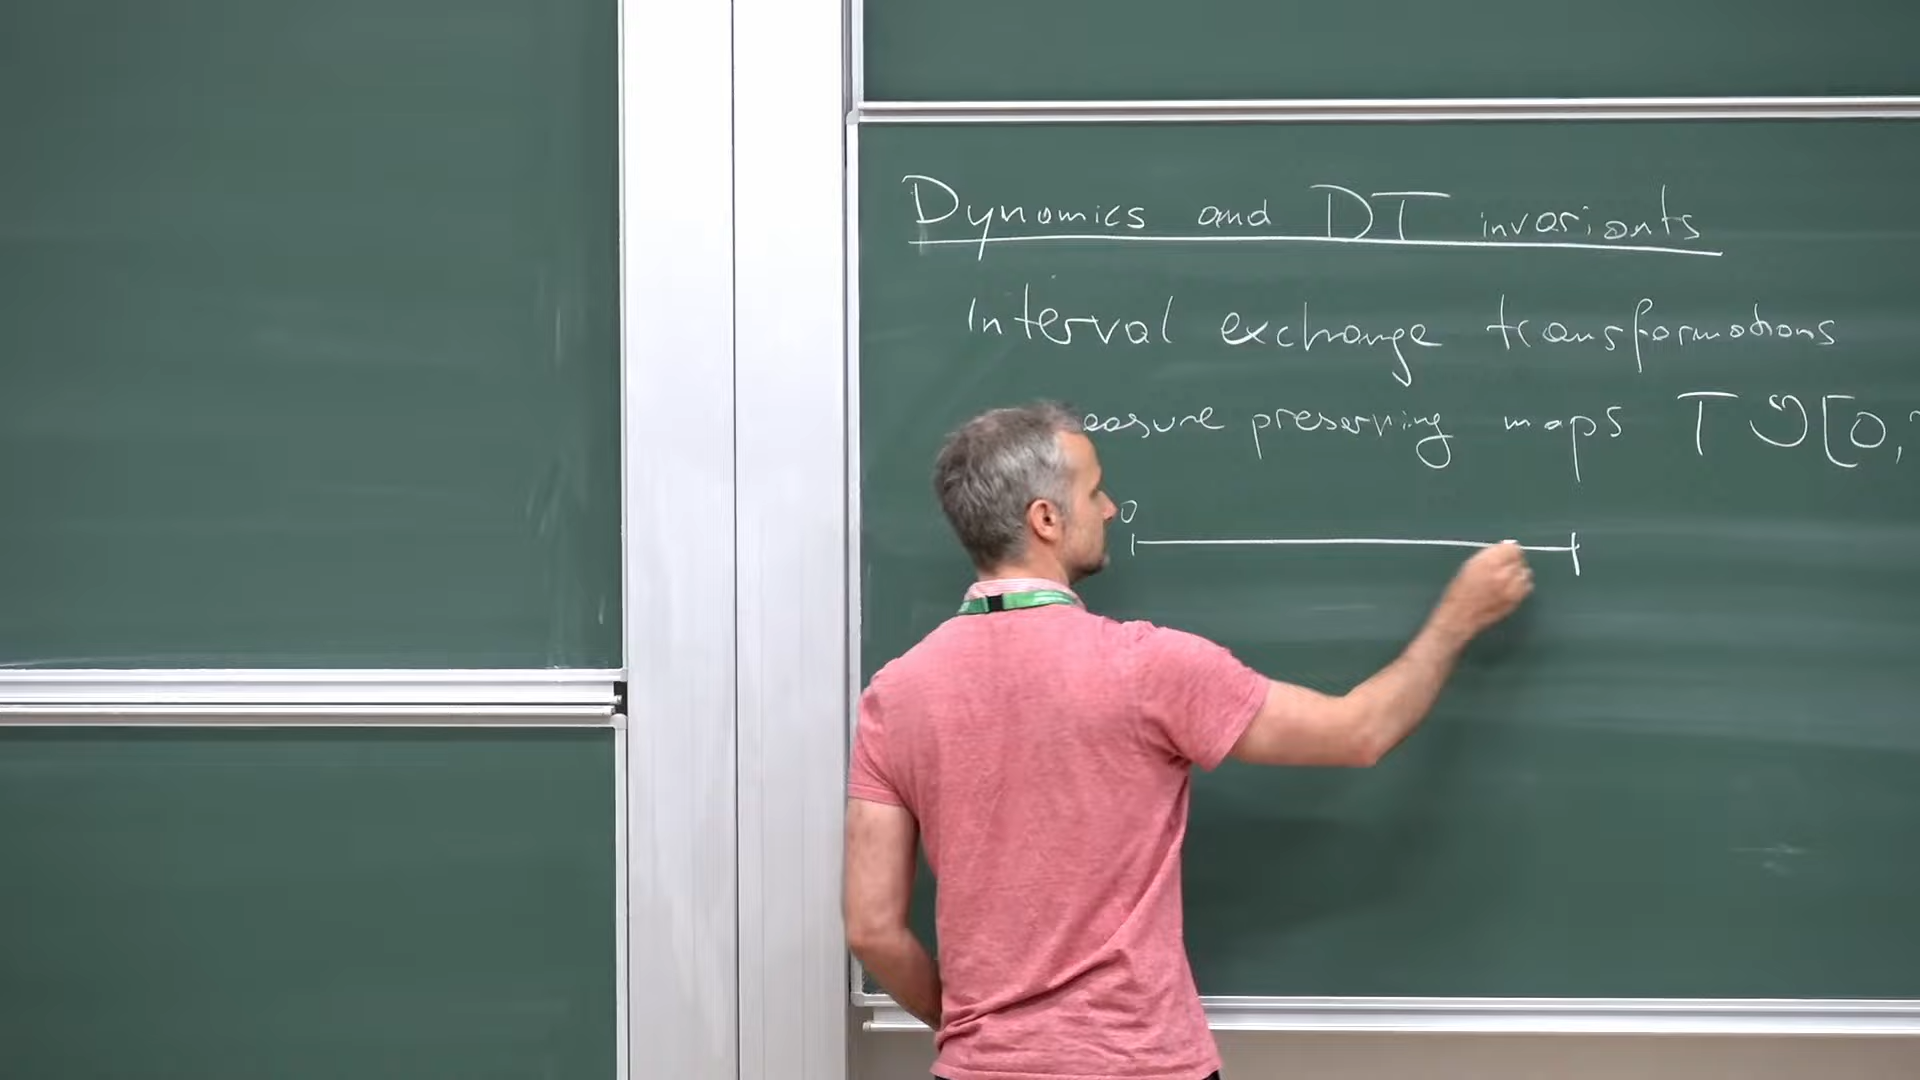 Dynamics and DT invariants
Interval exchange transformations
easure preserving maps T [0,
0